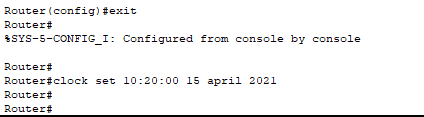 Router(config)#exit
Router#
%SYS-5-CONFIG_I: Configured from console by console
Router#
Router#clock set 10:20:00 15 april 2021
Router#
Router#